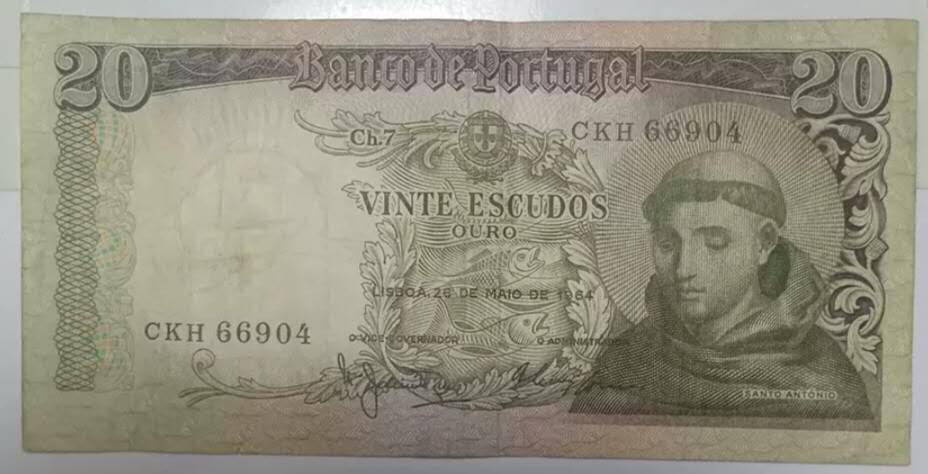 20 Banco de Portugal 20
Ch.7 CKH 66904
VINTE ESCUDOS
OURO
LISBOA, 26 DE MAIO DE 1964
CKH 66904
O VICE-GOVERNADOR O ADMINISTRADOR
SANTO ANTÓNIO